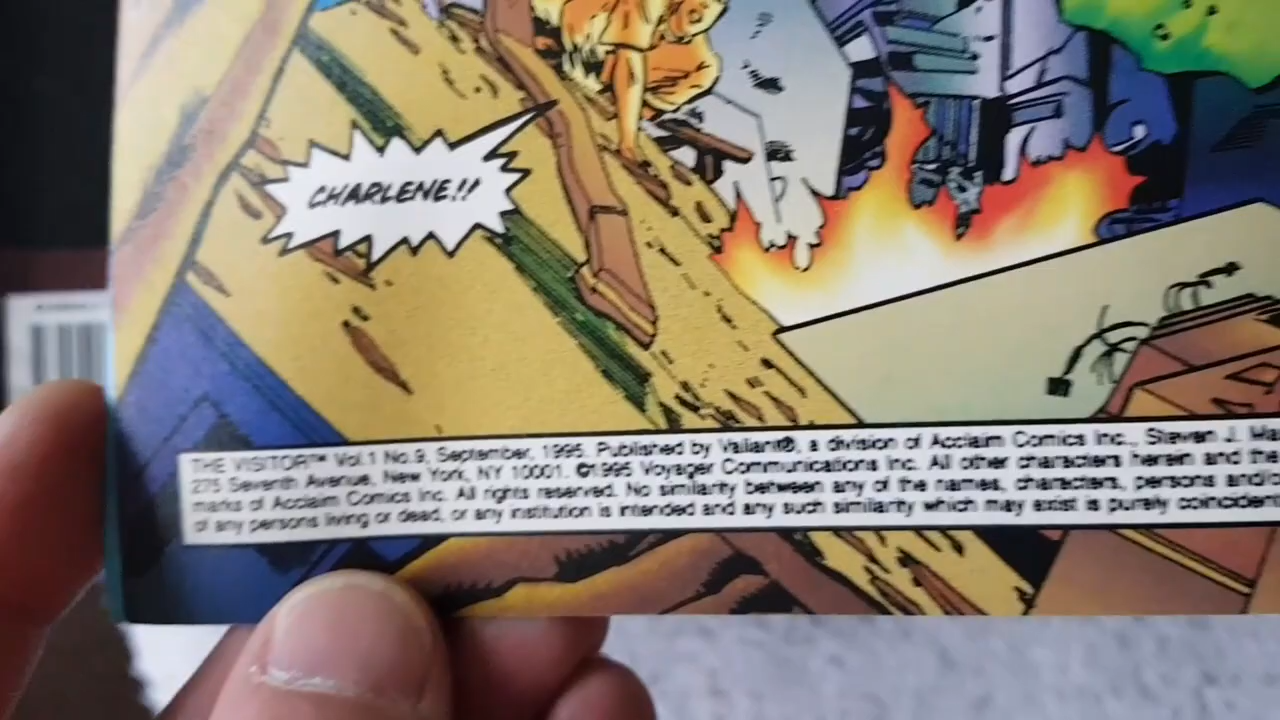 CHARLENE!!
THE VISITOR™ Vol.1 No.9, September, 1995. Published by Valiant®, a division of Acclaim Comics Inc., Steven J. Ma
275 Seventh Avenue, New York, NY 10001. ©1995 Voyager Communications Inc. All other characters herein and the
marks of Acclaim Comics Inc. All rights reserved. No similarity between any of the names, characters, persons and/o
of any persons living or dead, or any institution is intended and any such similarity which may exist is purely coincident